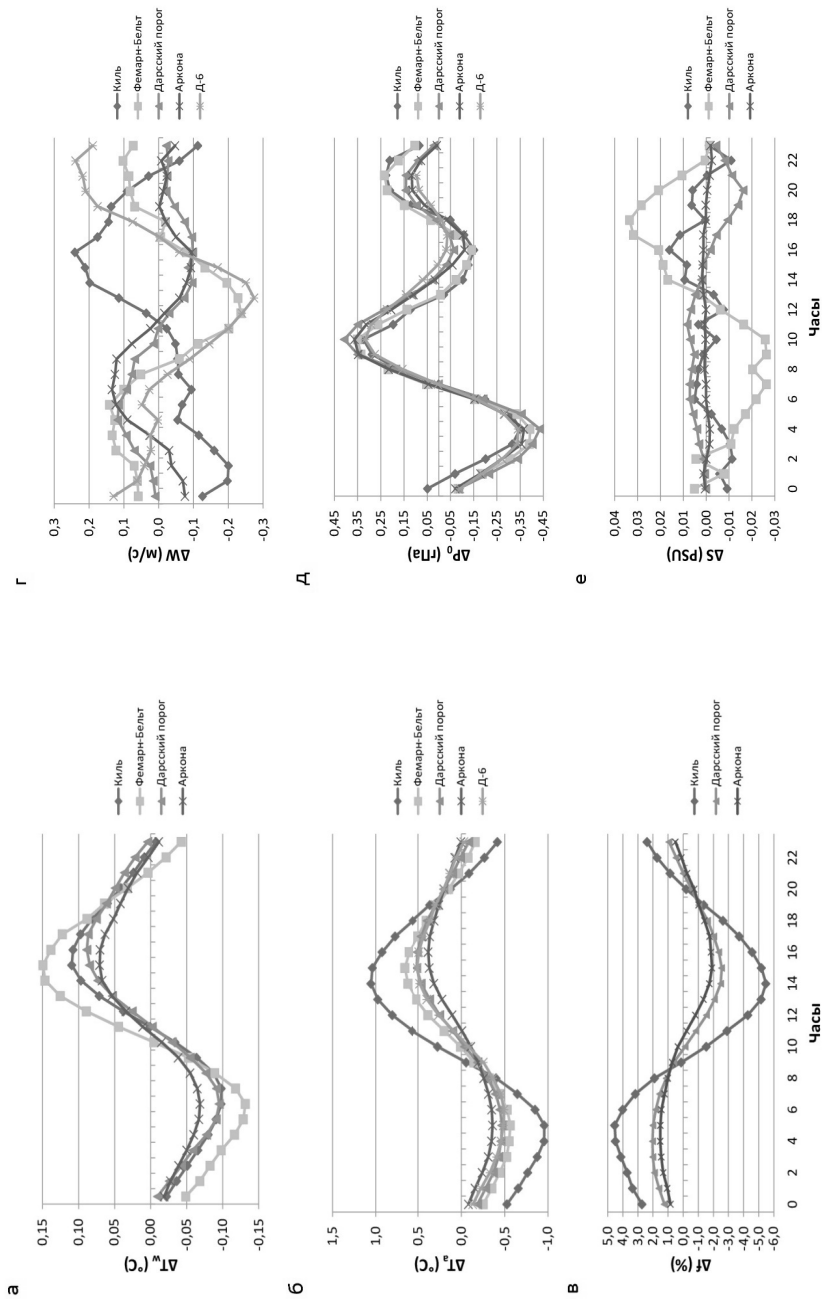 а
ΔTw (°C)
0,15
0,10
0,05
0,00
-0,05
-0,10
-0,15
Киль
Фемарн-Бельт
Дарсский порог
Аркона
б
ΔTa (°C)
1,5
1,0
0,5
0,0
-0,5
-1,0
Киль
Фемарн-Бельт
Дарсский порог
Аркона
Д-6
в
Δf (%)
5,0
4,0
3,0
2,0
1,0
0,0
-1,0
-2,0
-3,0
-4,0
-5,0
-6,0
0 2 4 6 8 10 12 14 16 18 20 22
Часы
Киль
Дарсский порог
Аркона
г
ΔW (м/с)
0,3
0,2
0,1
0,0
-0,1
-0,2
-0,3
Киль
Фемарн-Бельт
Дарсский порог
Аркона
Д-6
д
ΔP0 (гПа)
0,45
0,35
0,25
0,15
0,05
-0,05
-0,15
-0,25
-0,35
-0,45
Киль
Фемарн-Бельт
Дарсский порог
Аркона
Д-6
е
ΔS (PSU)
0,04
0,03
0,02
0,01
0,00
-0,01
-0,02
-0,03
0 2 4 6 8 10 12 14 16 18 20 22
Часы
Киль
Фемарн-Бельт
Дарсский порог
Аркона